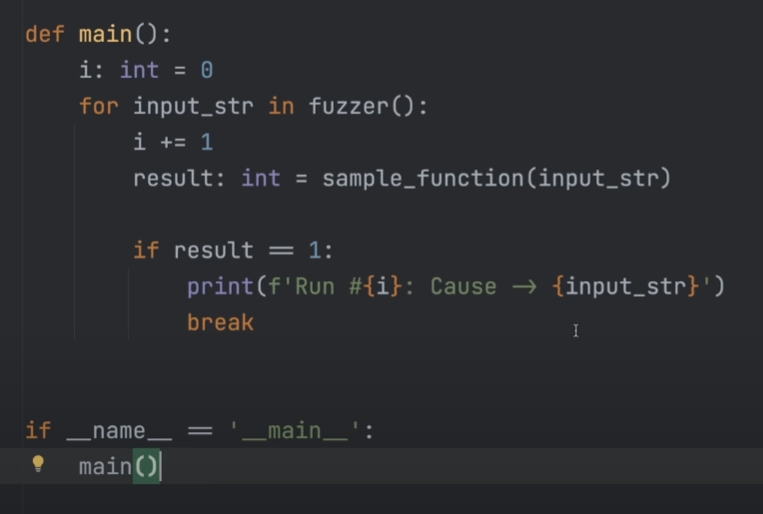 def main():
    i: int = 0
    for input_str in fuzzer():
        i += 1
        result: int = sample_function(input_str)
        if result == 1:
            print(f'Run #{i}: Cause -> {input_str}')
            break
if __name__ == '__main__':
    main()